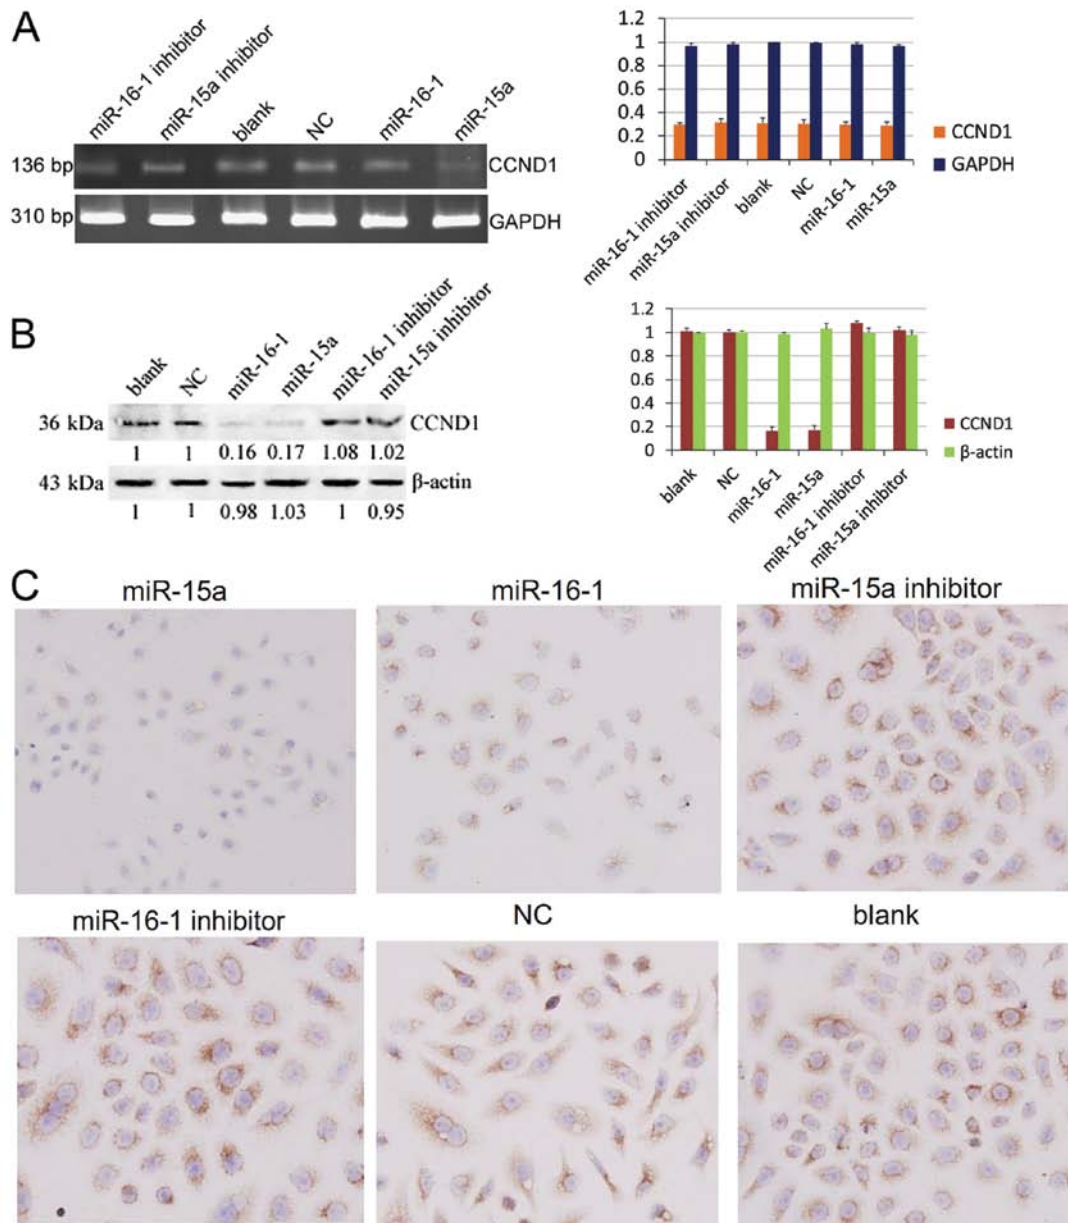 A
miR-16-1 inhibitor
miR-15a inhibitor
blank
NC
miR-16-1
miR-15a
136 bp
CCND1
310 bp
GAPDH
1.2
1
0.8
0.6
0.4
0.2
0
miR-16-1 inhibitor
miR-15a inhibitor
blank
NC
miR-16-1
miR-15a
CCND1
GAPDH
B
blank
NC
miR-16-1
miR-15a
miR-16-1 inhibitor
miR-15a inhibitor
36 kDa
CCND1
1 1 0.16 0.17 1.08 1.02
43 kDa
β-actin
1 1 0.98 1.03 1 0.95
1.2
1
0.8
0.6
0.4
0.2
0
blank
NC
miR-16-1
miR-15a
miR-16-1 inhibitor
miR-15a inhibitor
CCND1
β-actin
C
miR-15a
miR-16-1
miR-15a inhibitor
miR-16-1 inhibitor
NC
blank